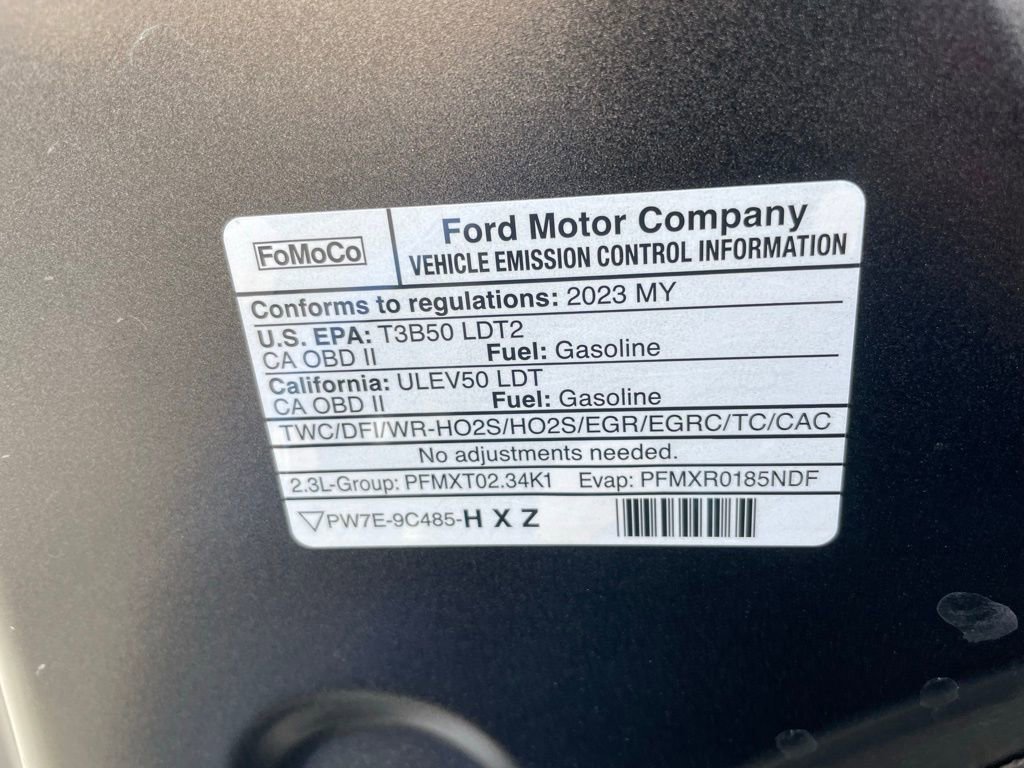 FoMoCo
Ford Motor Company
VEHICLE EMISSION CONTROL INFORMATION
Conforms to regulations: 2023 MY
U.S. EPA: T3B50 LDT2
CA OBD II Fuel: Gasoline
California: ULEV50 LDT
CA OBD II Fuel: Gasoline
TWC/DFI/WR-HO2S/HO2S/EGR/EGRC/TC/CAC
No adjustments needed.
2.3L-Group: PFMXT02.34K1 Evap: PFMXR0185NDF
PW7E-9C485-H X Z